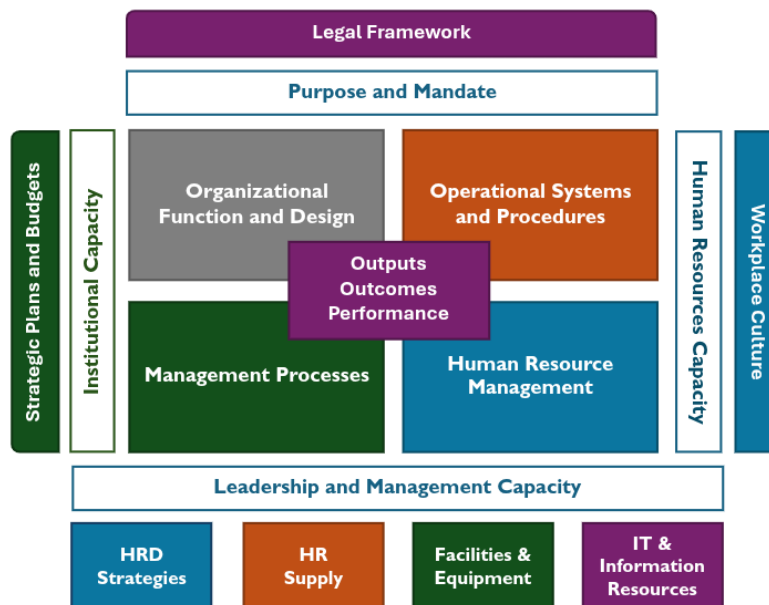 Legal Framework
Purpose and Mandate
Strategic Plans and Budgets
Institutional Capacity
Organizational
Function and Design
Operational Systems
and Procedures
Outputs
Outcomes
Performance
Management Processes
Human Resource
Management
Human Resources Capacity
Workplace Culture
Leadership and Management Capacity
HRD
Strategies
HR
Supply
Facilities &
Equipment
IT &
Information
Resources